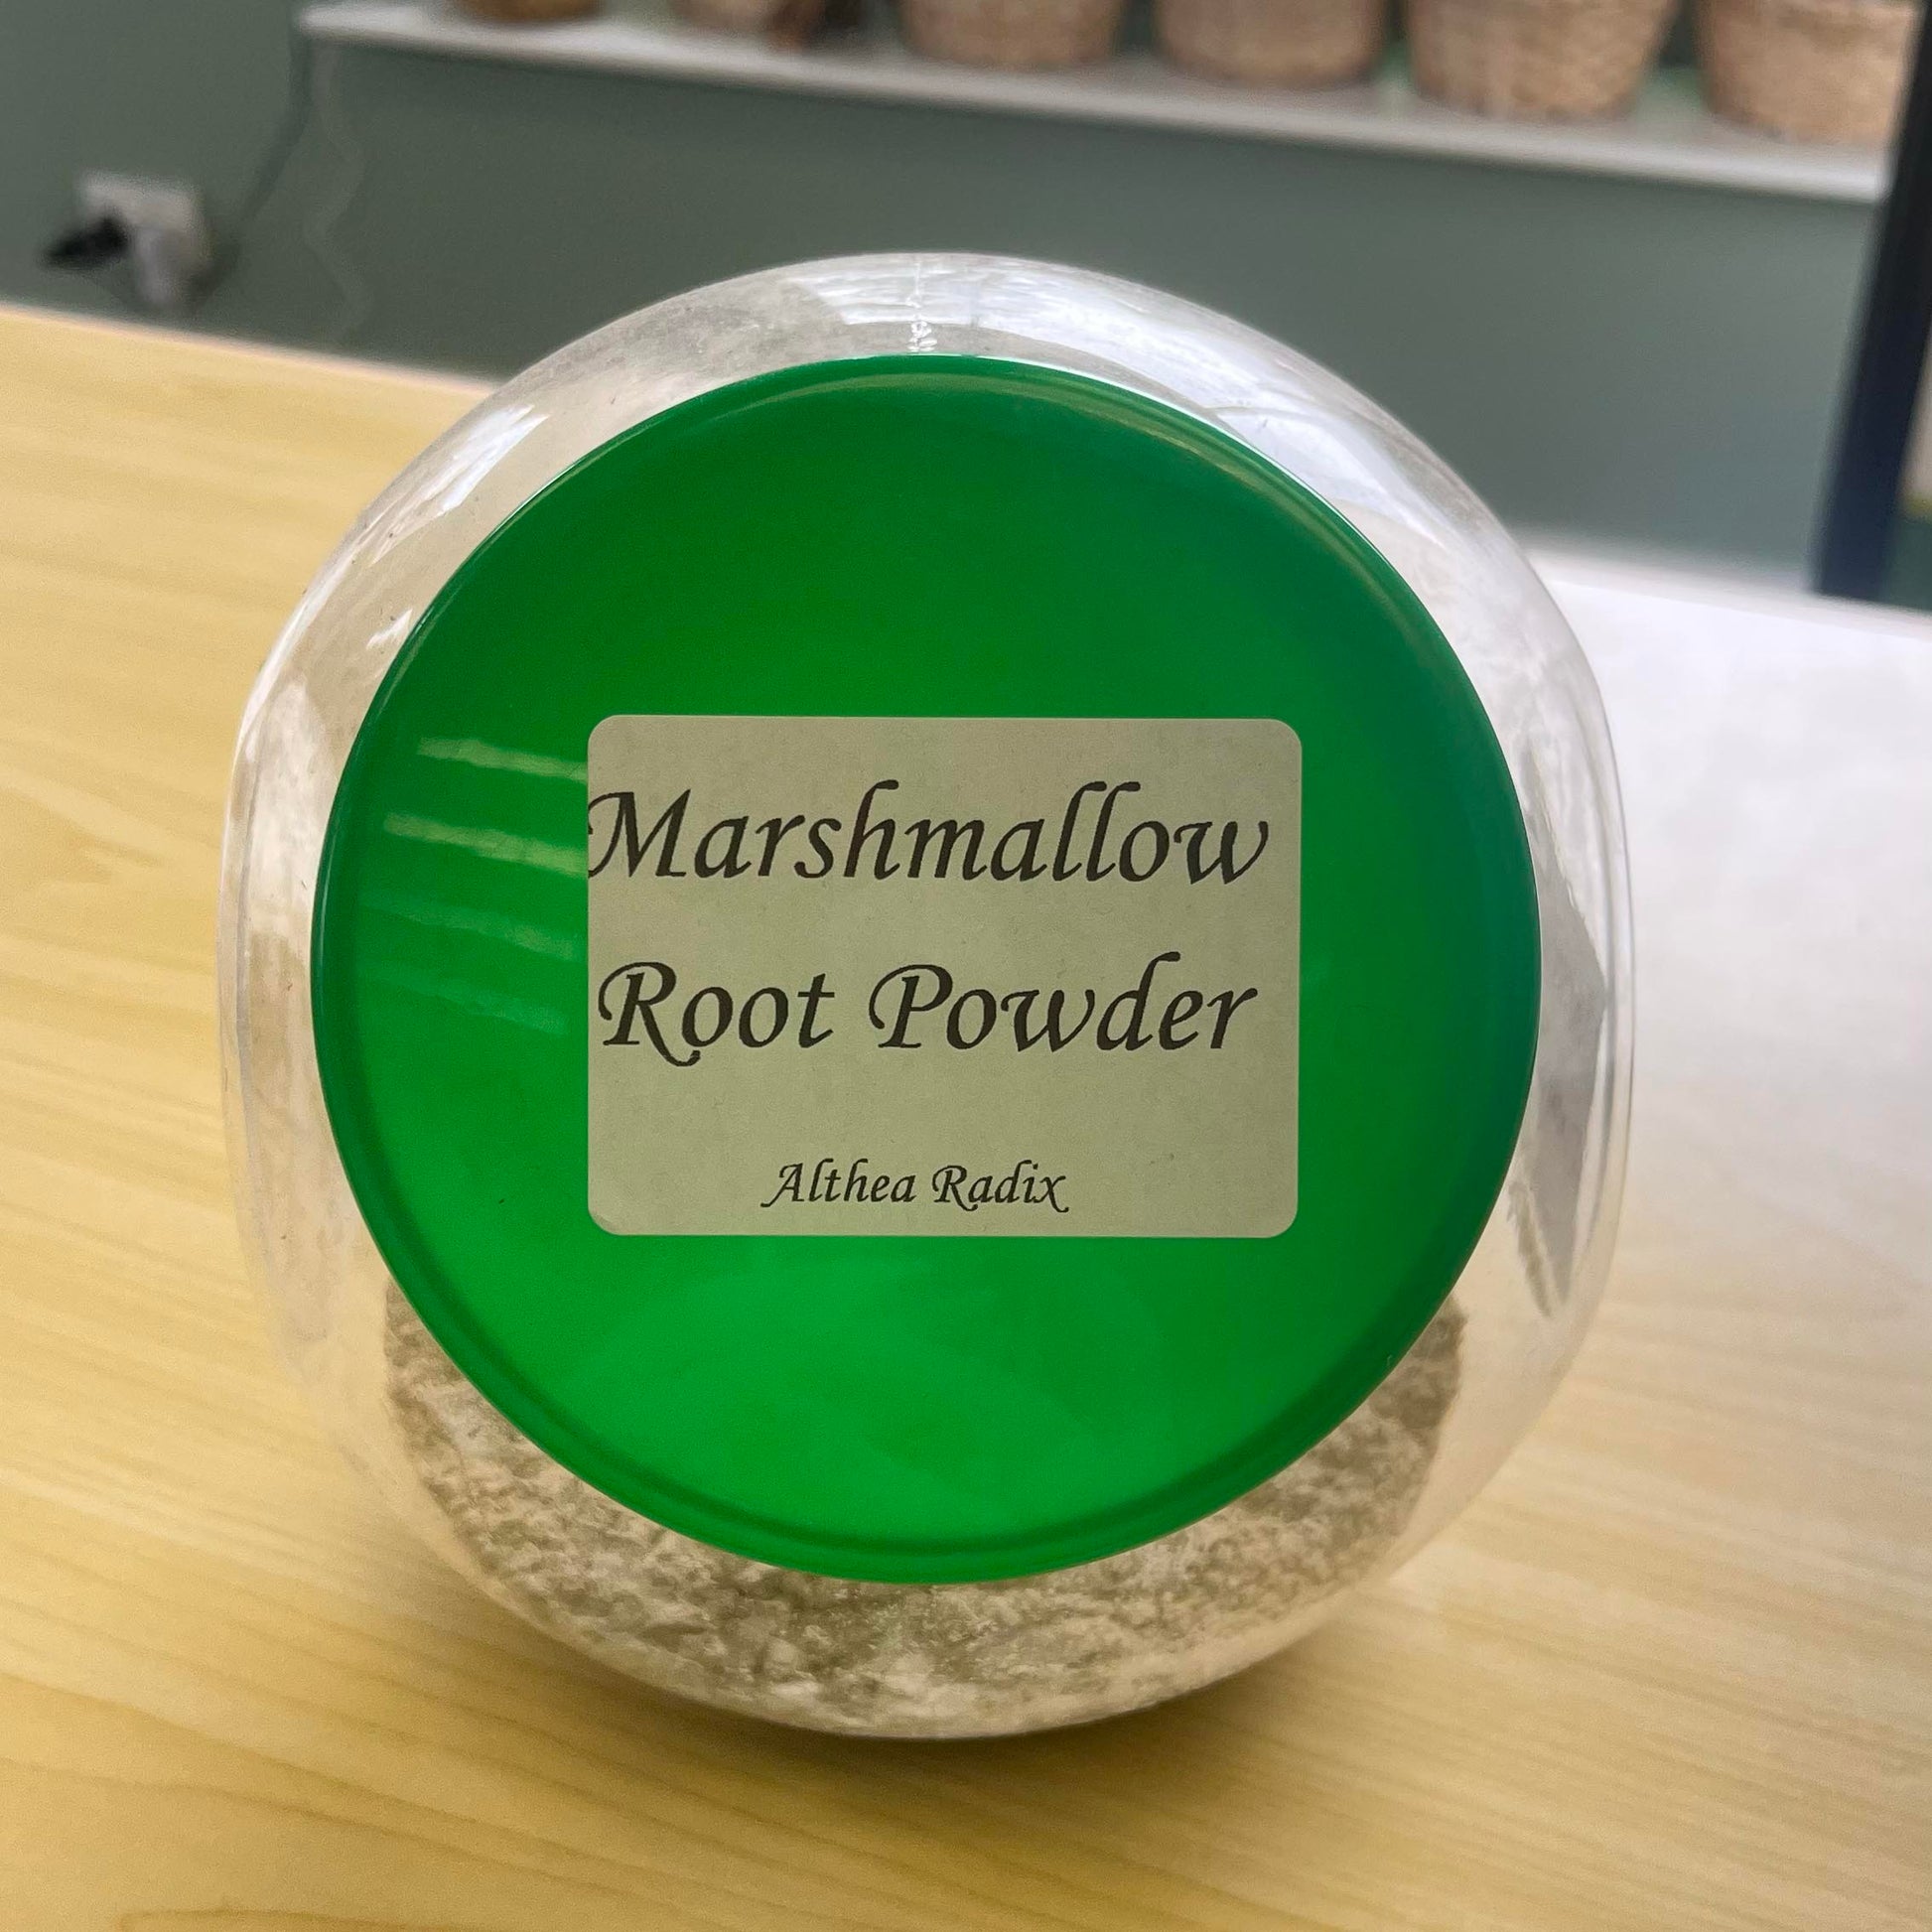 Marshmallow
Root Powder
Althea Radix